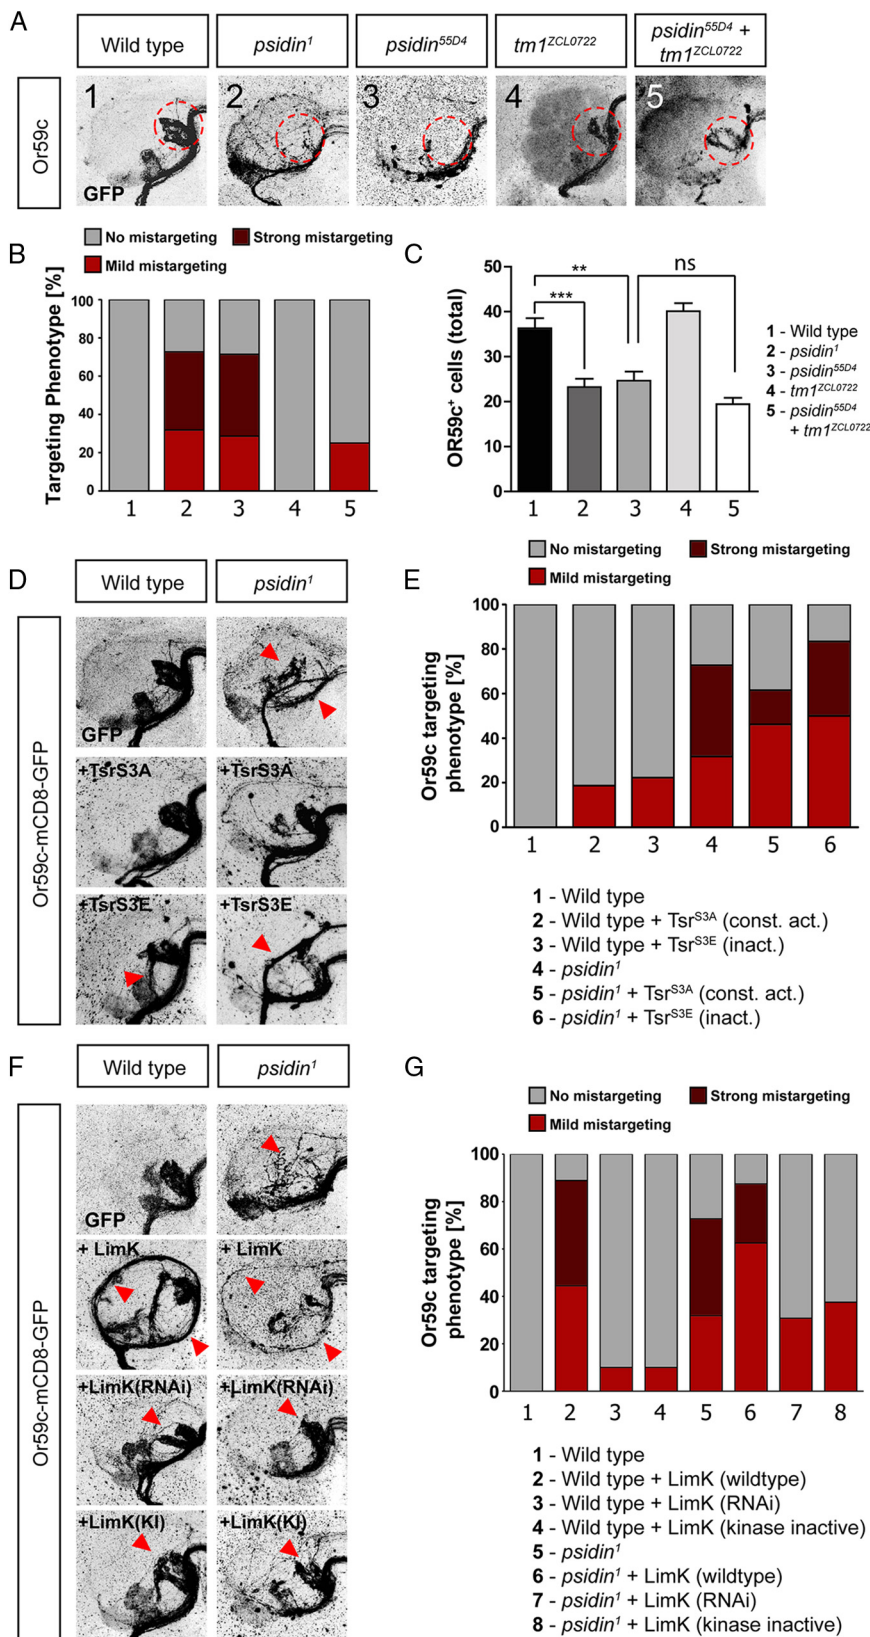 A
Wild type
psidin¹
psidin⁵⁵ᴰ⁴
tm1ᶻᶜᴸ⁰⁷²²
psidin⁵⁵ᴰ⁴ +
tm1ᶻᶜᴸ⁰⁷²²
Or59c
1
2
3
4
5
GFP
B
No mistargeting
Strong mistargeting
Mild mistargeting
Targeting Phenotype [%]
100
80
60
40
20
0
1
2
3
4
5
C
OR59c⁺ cells (total)
50
40
30
20
10
0
**
***
ns
1
2
3
4
5
1 - Wild type
2 - psidin¹
3 - psidin⁵⁵ᴰ⁴
4 - tm1ᶻᶜᴸ⁰⁷²²
5 - psidin⁵⁵ᴰ⁴
+ tm1ᶻᶜᴸ⁰⁷²²
D
Wild type
psidin¹
Or59c-mCD8-GFP
GFP
+TsrS3A
+TsrS3A
+TsrS3E
+TsrS3E
E
No mistargeting
Strong mistargeting
Mild mistargeting
Or59c targeting
phenotype [%]
100
80
60
40
20
0
1
2
3
4
5
6
1 - Wild type
2 - Wild type + Tsrˢ³ᴬ (const. act.)
3 - Wild type + Tsrˢ³ᴱ (inact.)
4 - psidin¹
5 - psidin¹ + Tsrˢ³ᴬ (const. act.)
6 - psidin¹ + Tsrˢ³ᴱ (inact.)
F
Wild type
psidin¹
Or59c-mCD8-GFP
GFP
+ LimK
+ LimK
+LimK(RNAi)
+LimK(RNAi)
+LimK(KI)
+LimK(KI)
G
No mistargeting
Strong mistargeting
Mild mistargeting
Or59c targeting
phenotype [%]
100
80
60
40
20
0
1
2
3
4
5
6
7
8
1 - Wild type
2 - Wild type + LimK (wildtype)
3 - Wild type + LimK (RNAi)
4 - Wild type + LimK (kinase inactive)
5 - psidin¹
6 - psidin¹ + LimK (wildtype)
7 - psidin¹ + LimK (RNAi)
8 - psidin¹ + LimK (kinase inactive)